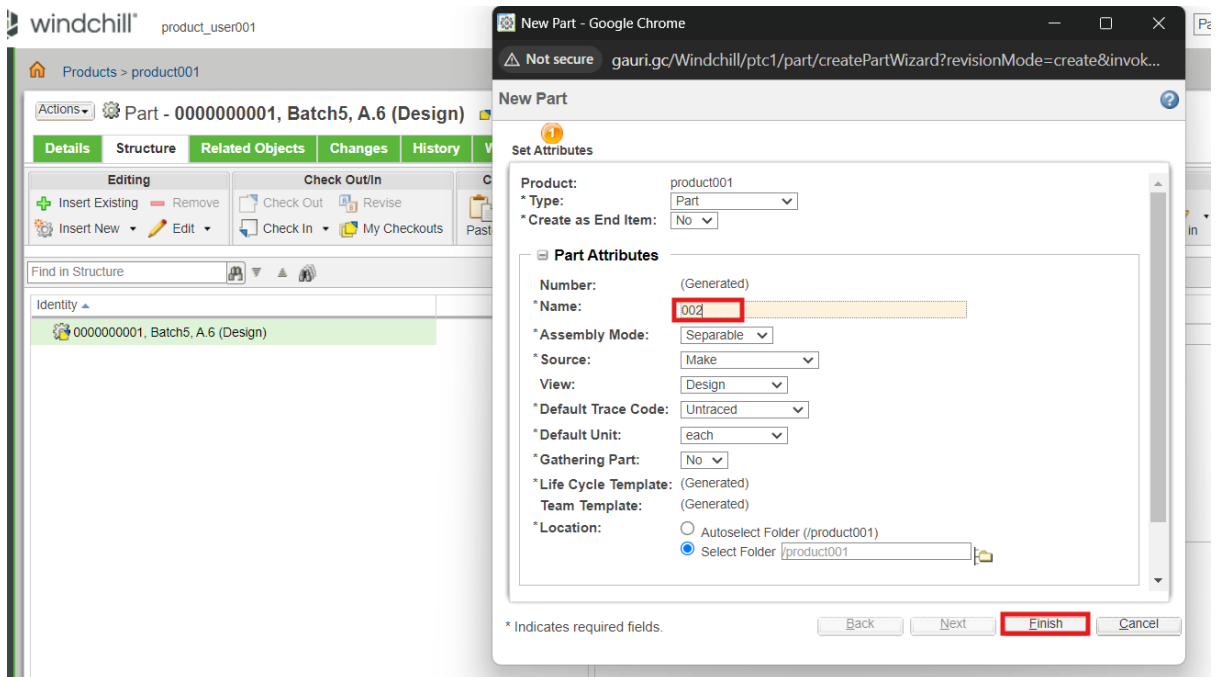 windchill® product_user001
Products > product001
Actions Part - 0000000001, Batch5, A.6 (Design)
Details Structure Related Objects Changes History
Editing Check Out/In
Insert Existing Remove Check Out Revise
Insert New Edit Check In My Checkouts
Find in Structure
Identity
0000000001, Batch5, A.6 (Design)
New Part - Google Chrome
Not secure gauri.gc/Windchill/ptc1/part/createPartWizard?revisionMode=create&invok...
New Part
1
Set Attributes
Product: product001
*Type: Part
*Create as End Item: No
Part Attributes
Number: (Generated)
*Name: 002
*Assembly Mode: Separable
*Source: Make
View: Design
*Default Trace Code: Untraced
*Default Unit: each
*Gathering Part: No
*Life Cycle Template: (Generated)
Team Template: (Generated)
*Location: Autoselect Folder (/product001)
Select Folder /product001
* Indicates required fields. Back Next Finish Cancel